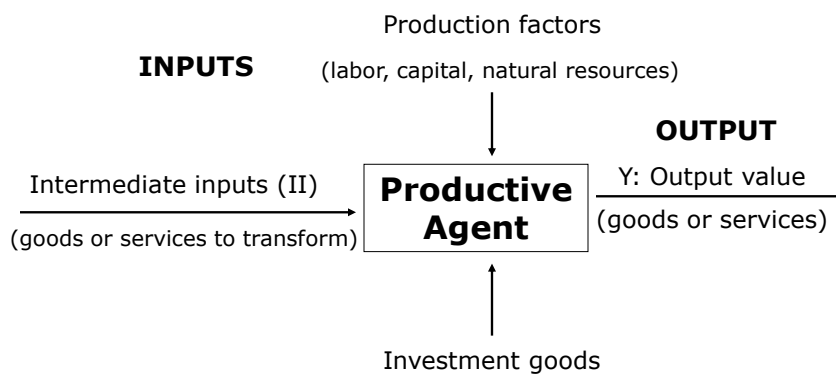 Production factors
INPUTS
(labor, capital, natural resources)
OUTPUT
Intermediate inputs (II)
Productive
Agent
Y: Output value
(goods or services to transform)
(goods or services)
Investment goods